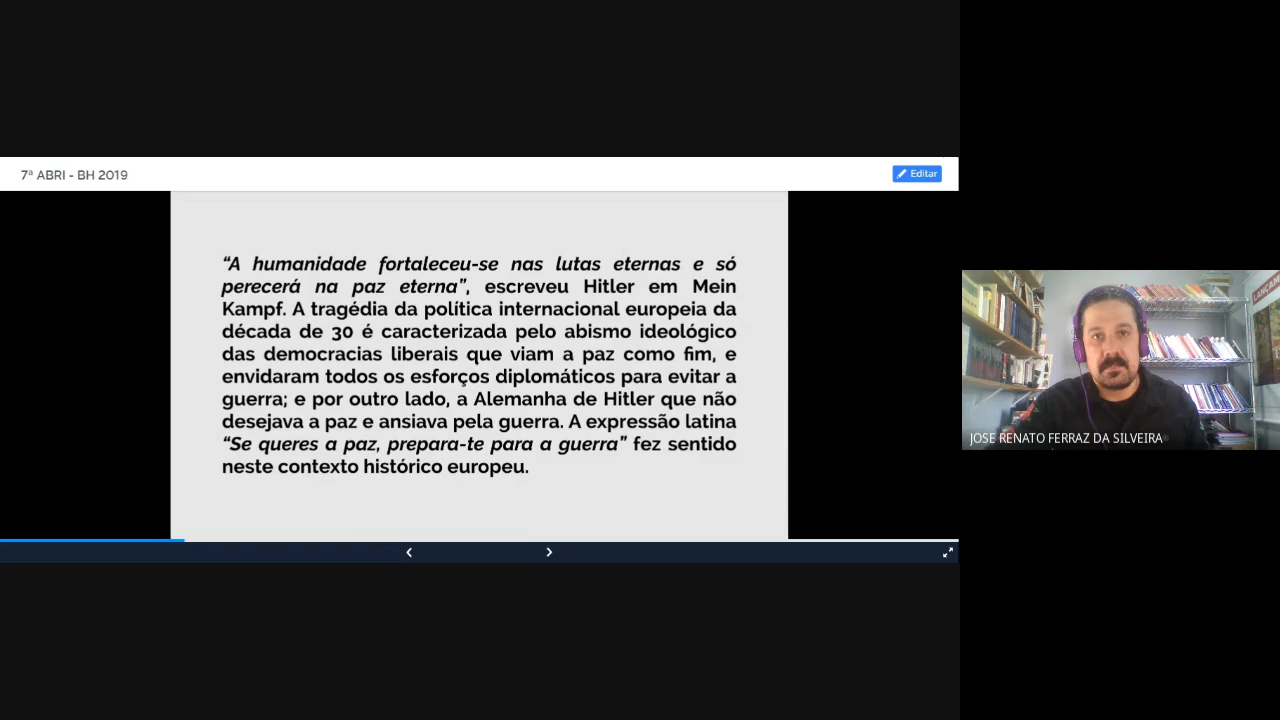 7ª ABRI - BH 2019
Editar
“A humanidade fortaleceu-se nas lutas eternas e só
perecerá na paz eterna”, escreveu Hitler em Mein
Kampf. A tragédia da política internacional europeia da
década de 30 é caracterizada pelo abismo ideológico
das democracias liberais que viam a paz como fim, e
envidaram todos os esforços diplomáticos para evitar a
guerra; e por outro lado, a Alemanha de Hitler que não
desejava a paz e ansiava pela guerra. A expressão latina
“Se queres a paz, prepara-te para a guerra” fez sentido
neste contexto histórico europeu.
JOSE RENATO FERRAZ DA SILVEIRA